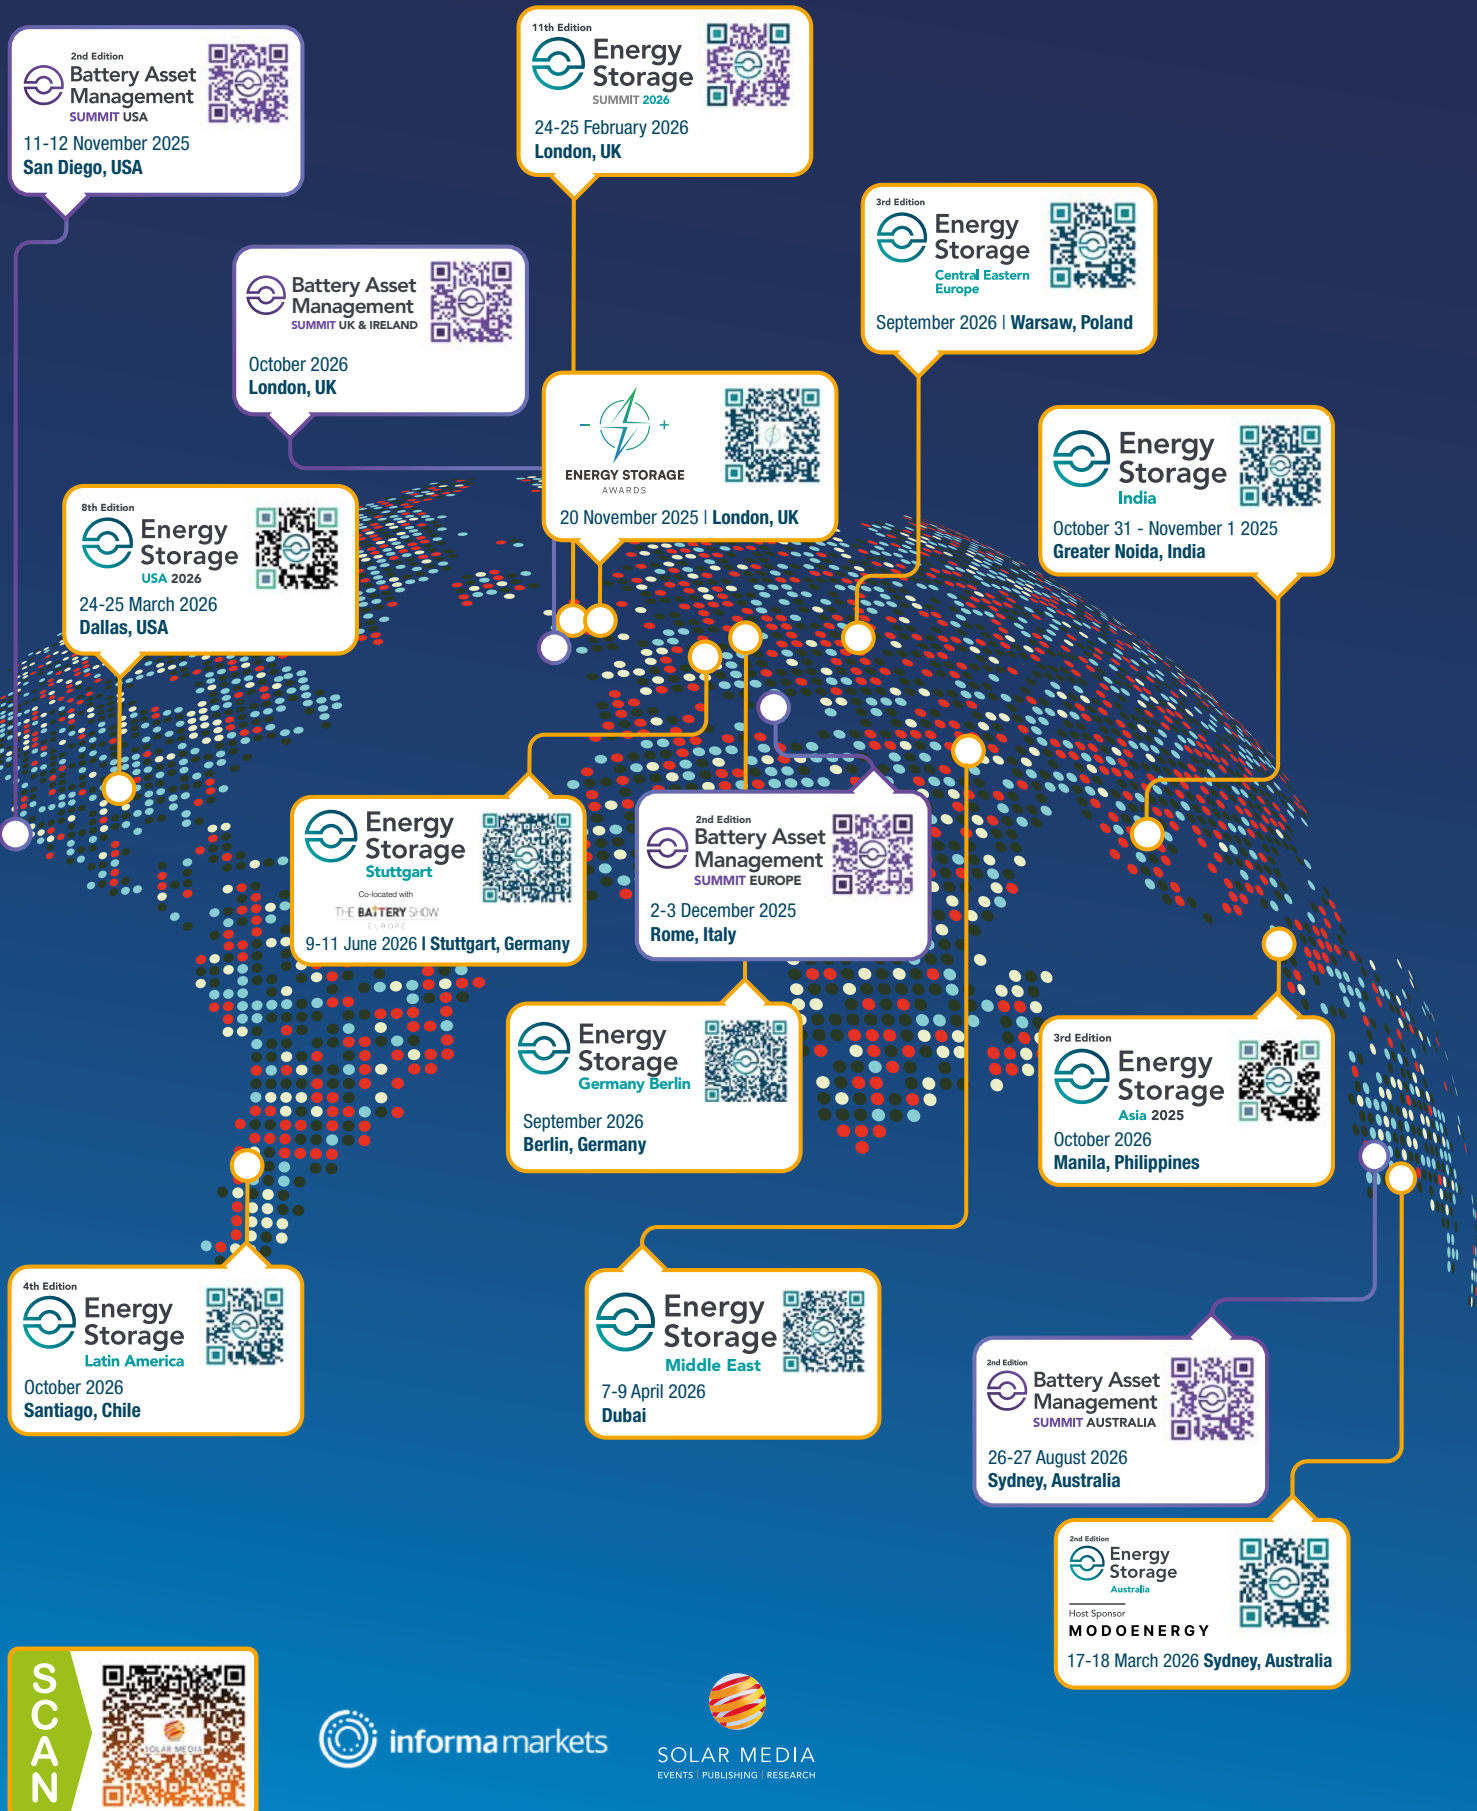 2nd Edition
Battery Asset
Management
SUMMIT USA
11-12 November 2025
San Diego, USA
11th Edition
Energy
Storage
SUMMIT 2026
24-25 February 2026
London, UK
3rd Edition
Energy
Storage
Central Eastern
Europe
September 2026 | Warsaw, Poland
Battery Asset
Management
SUMMIT UK & IRELAND
October 2026
London, UK
ENERGY STORAGE
AWARDS
20 November 2025 | London, UK
Energy
Storage
India
October 31 - November 1 2025
Greater Noida, India
8th Edition
Energy
Storage
USA 2026
24-25 March 2026
Dallas, USA
Energy
Storage
Stuttgart
Co-located with
THE BATTERY SHOW
EUROPE
9-11 June 2026 | Stuttgart, Germany
2nd Edition
Battery Asset
Management
SUMMIT EUROPE
2-3 December 2025
Rome, Italy
Energy
Storage
Germany Berlin
September 2026
Berlin, Germany
3rd Edition
Energy
Storage
Asia 2025
October 2026
Manila, Philippines
4th Edition
Energy
Storage
Latin America
October 2026
Santiago, Chile
Energy
Storage
Middle East
7-9 April 2026
Dubai
2nd Edition
Battery Asset
Management
SUMMIT AUSTRALIA
26-27 August 2026
Sydney, Australia
2nd Edition
Energy
Storage
Australia
Host Sponsor
MODOENERGY
17-18 March 2026 Sydney, Australia
SCAN
SOLAR MEDIA
informa markets
SOLAR MEDIA
EVENTS | PUBLISHING | RESEARCH